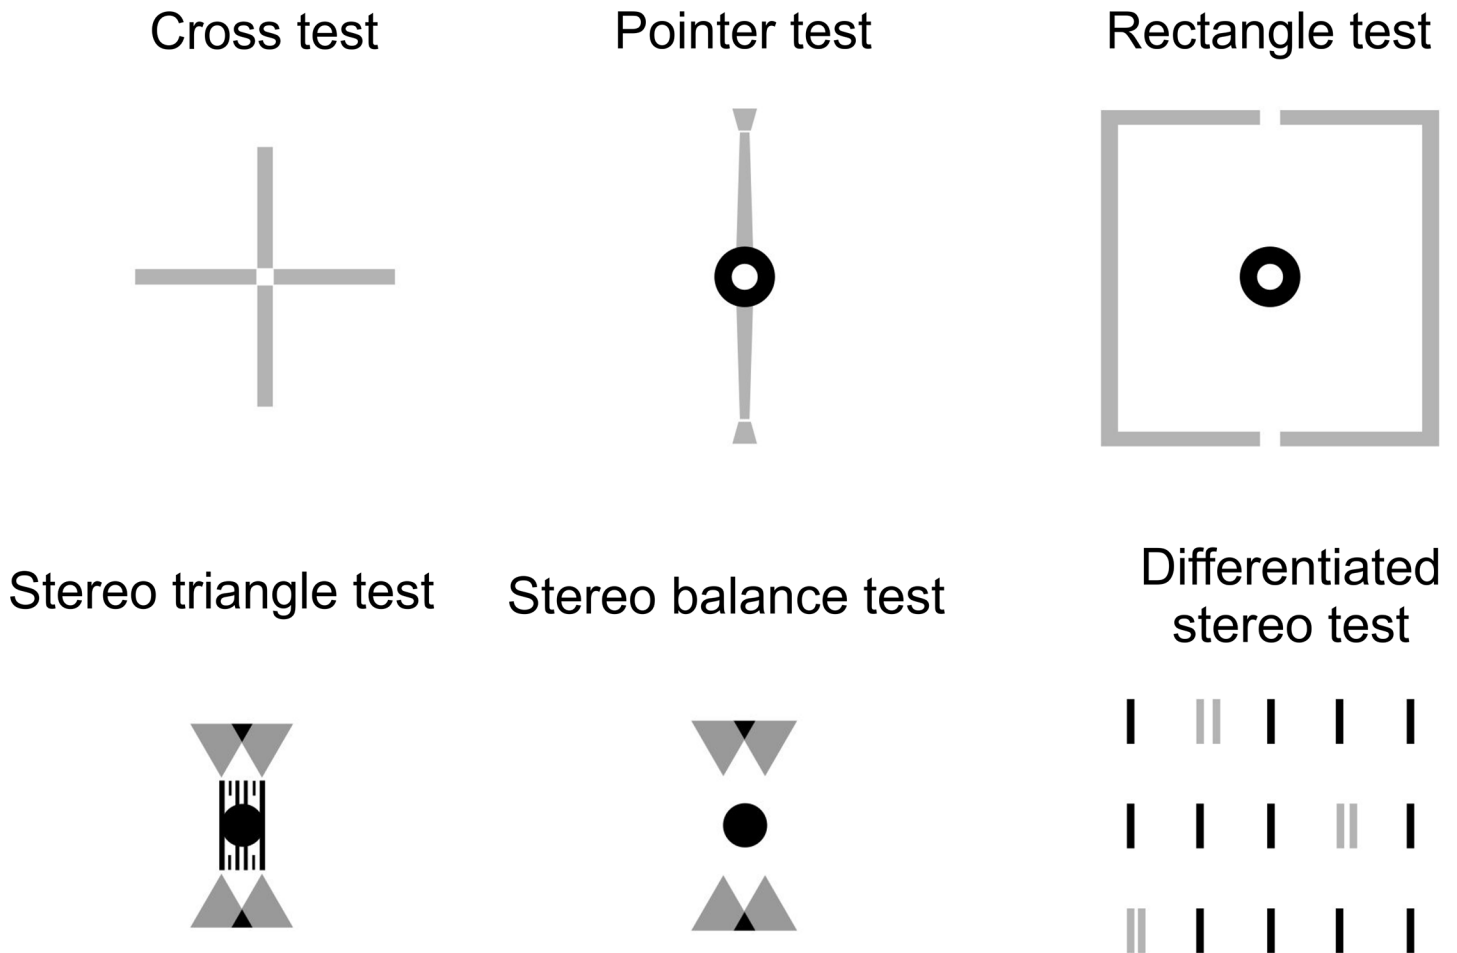 Cross test
Pointer test
Rectangle test
Stereo triangle test
Stereo balance test
Differentiated
stereo test